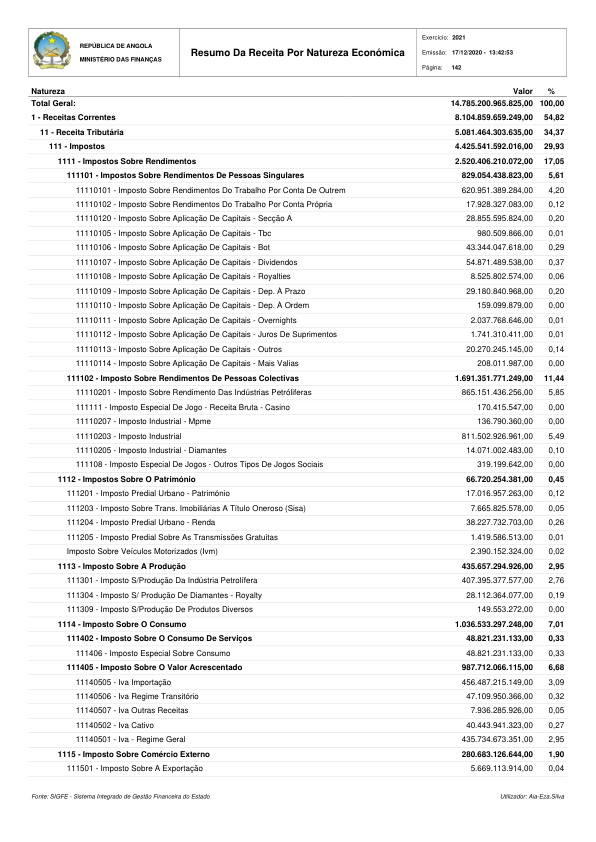 REPÚBLICA DE ANGOLA
MINISTÉRIO DAS FINANÇAS
Resumo Da Receita Por Natureza Económica
Exercício: 2021
Emissão: 17/12/2020 - 13:42:53
Página: 142
Natureza Valor %
Total Geral: 14.785.200.965.825,00 100,00
1 - Receitas Correntes 8.104.859.659.249,00 54,82
11 - Receita Tributária 5.081.464.303.635,00 34,37
111 - Impostos 4.425.541.592.016,00 29,93
1111 - Impostos Sobre Rendimentos 2.520.406.210.072,00 17,05
111101 - Impostos Sobre Rendimentos De Pessoas Singulares 829.054.438.823,00 5,61
11110101 - Imposto Sobre Rendimentos Do Trabalho Por Conta De Outrem 620.951.389.284,00 4,20
11110102 - Imposto Sobre Rendimentos Do Trabalho Por Conta Própria 17.928.327.083,00 0,12
11110120 - Imposto Sobre Aplicação De Capitais - Secção A 28.855.595.824,00 0,20
11110105 - Imposto Sobre Aplicação De Capitais - Tbc 980.509.866,00 0,01
11110106 - Imposto Sobre Aplicação De Capitais - Bot 43.344.047.618,00 0,29
11110107 - Imposto Sobre Aplicação De Capitais - Dividendos 54.871.489.538,00 0,37
11110108 - Imposto Sobre Aplicação De Capitais - Royalties 8.525.802.574,00 0,06
11110109 - Imposto Sobre Aplicação De Capitais - Dep. À Prazo 29.180.840.968,00 0,20
11110110 - Imposto Sobre Aplicação De Capitais - Dep. À Ordem 159.099.879,00 0,00
11110111 - Imposto Sobre Aplicação De Capitais - Overnights 2.037.768.646,00 0,01
11110112 - Imposto Sobre Aplicação De Capitais - Juros De Suprimentos 1.741.310.411,00 0,01
11110113 - Imposto Sobre Aplicação De Capitais - Outros 20.270.245.145,00 0,14
11110114 - Imposto Sobre Aplicação De Capitais - Mais Valias 208.011.987,00 0,00
111102 - Imposto Sobre Rendimentos De Pessoas Colectivas 1.691.351.771.249,00 11,44
11110201 - Imposto Sobre Rendimento Das Indústrias Petróliferas 865.151.436.256,00 5,85
111111 - Imposto Especial De Jogo - Receita Bruta - Casino 170.415.547,00 0,00
11110207 - Imposto Industrial - Mpme 136.790.360,00 0,00
11110203 - Imposto Industrial 811.502.926.961,00 5,49
11110205 - Imposto Industrial - Diamantes 14.071.002.483,00 0,10
111108 - Imposto Especial De Jogos - Outros Tipos De Jogos Sociais 319.199.642,00 0,00
1112 - Impostos Sobre O Património 66.720.254.381,00 0,45
111201 - Imposto Predial Urbano - Património 17.016.957.263,00 0,12
111203 - Imposto Sobre Trans. Imobiliárias A Título Oneroso (Sisa) 7.665.825.578,00 0,05
111204 - Imposto Predial Urbano - Renda 38.227.732.703,00 0,26
111205 - Imposto Predial Sobre As Transmissões Gratuitas 1.419.586.513,00 0,01
Imposto Sobre Veículos Motorizados (Ivm) 2.390.152.324,00 0,02
1113 - Imposto Sobre A Produção 435.657.294.926,00 2,95
111301 - Imposto S/Produção Da Indústria Petrolífera 407.395.377.577,00 2,76
111304 - Imposto S/ Produção De Diamantes - Royalty 28.112.364.077,00 0,19
111309 - Imposto S/Produção De Produtos Diversos 149.553.272,00 0,00
1114 - Imposto Sobre O Consumo 1.036.533.297.248,00 7,01
111402 - Imposto Sobre O Consumo De Serviços 48.821.231.133,00 0,33
111406 - Imposto Especial Sobre Consumo 48.821.231.133,00 0,33
111405 - Imposto Sobre O Valor Acrescentado 987.712.066.115,00 6,68
11140505 - Iva Importação 456.487.215.149,00 3,09
11140506 - Iva Regime Transitório 47.109.950.366,00 0,32
11140507 - Iva Outras Receitas 7.936.285.926,00 0,05
11140502 - Iva Cativo 40.443.941.323,00 0,27
11140501 - Iva - Regime Geral 435.734.673.351,00 2,95
1115 - Imposto Sobre Comércio Externo 280.683.126.644,00 1,90
111501 - Imposto Sobre A Exportação 5.669.113.914,00 0,04
Fonte: SIGFE - Sistema Integrado de Gestão Financeira do Estado Utilizador: Aia-Eza.Silva